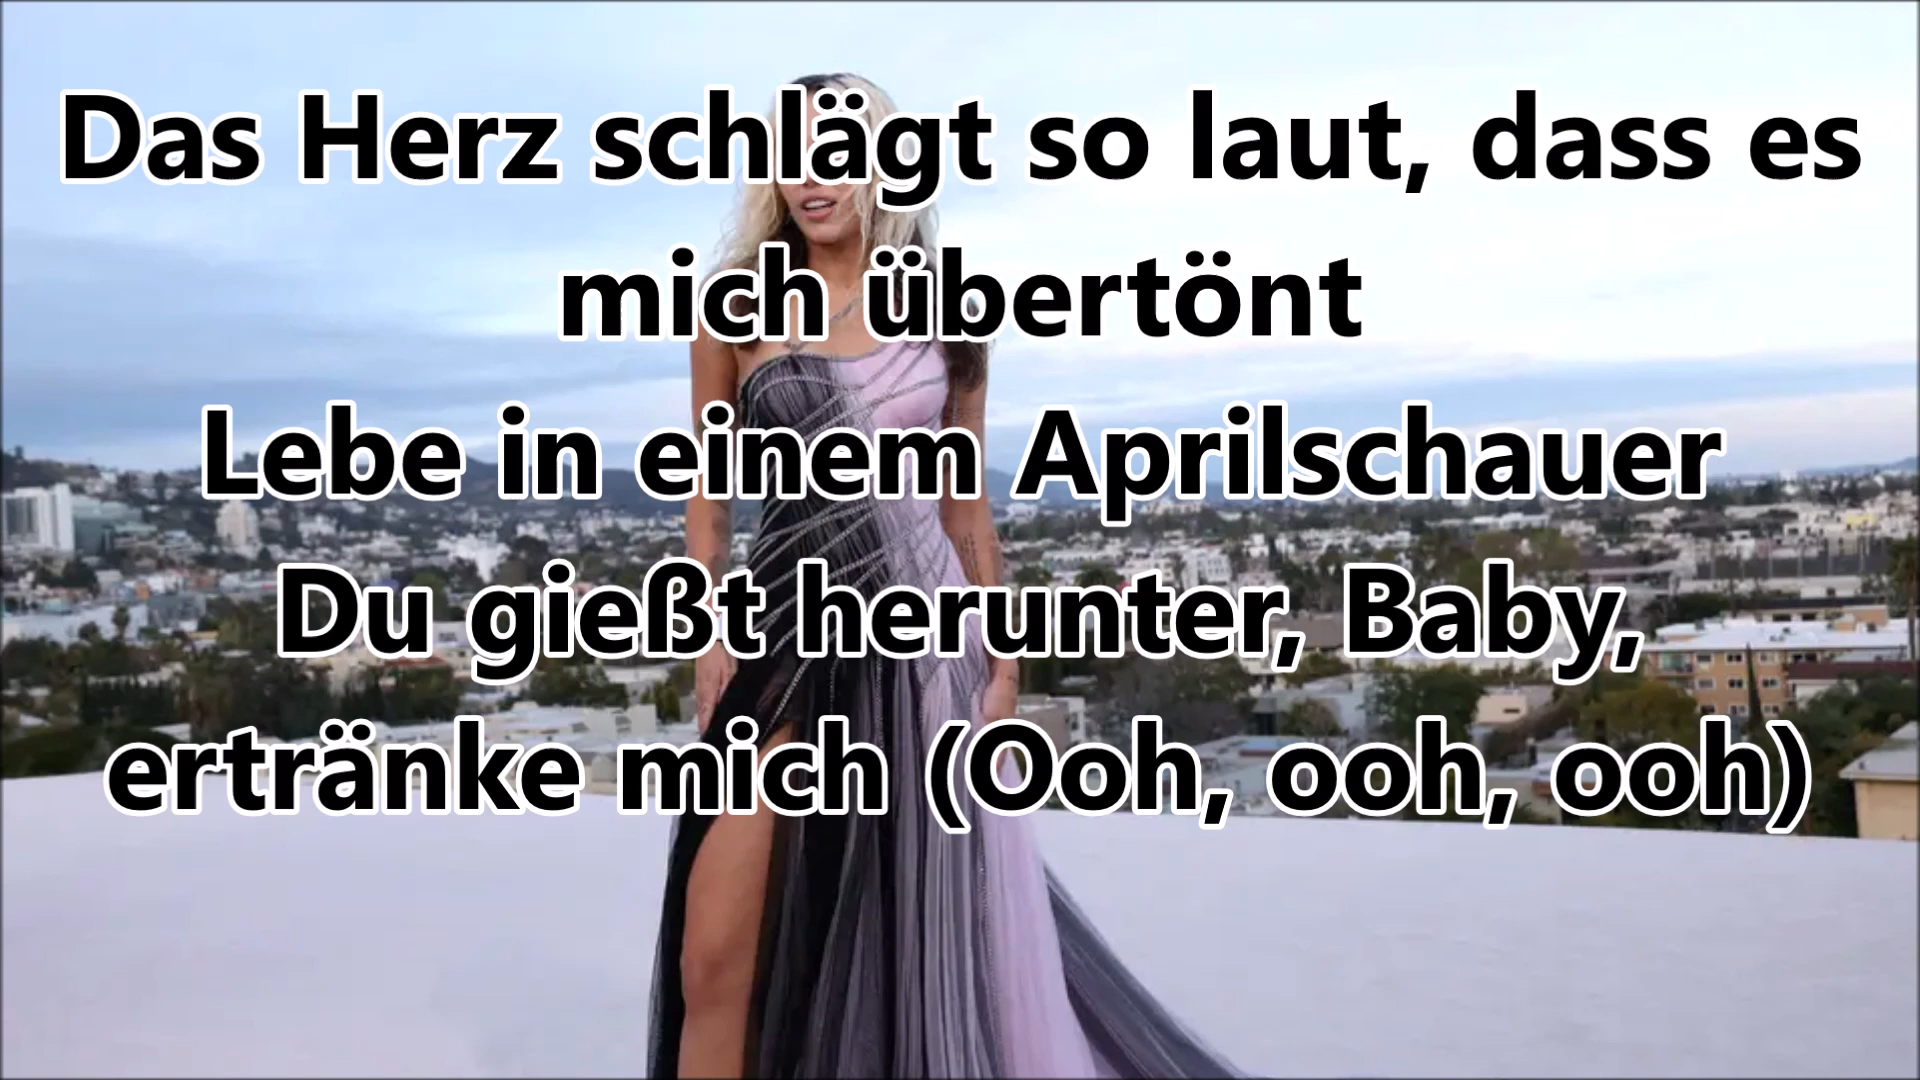 Das Herz schlägt so laut, dass es
mich übertönt
Lebe in einem Aprilschauer
Du gießt herunter, Baby,
ertränke mich (Ooh, ooh, ooh)